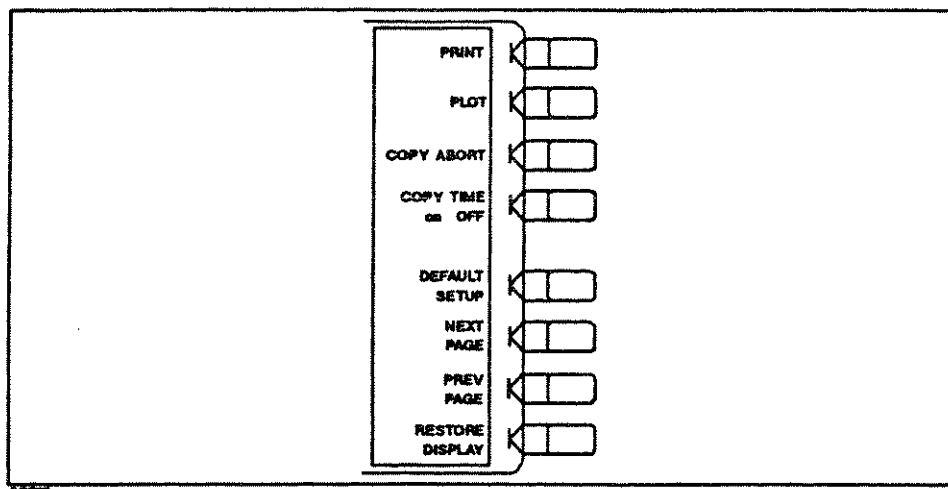 PRINT
PLOT
COPY ABORT
COPY TIME
on OFF
DEFAULT
SETUP
NEXT
PAGE
PREV
PAGE
RESTORE
DISPLAY